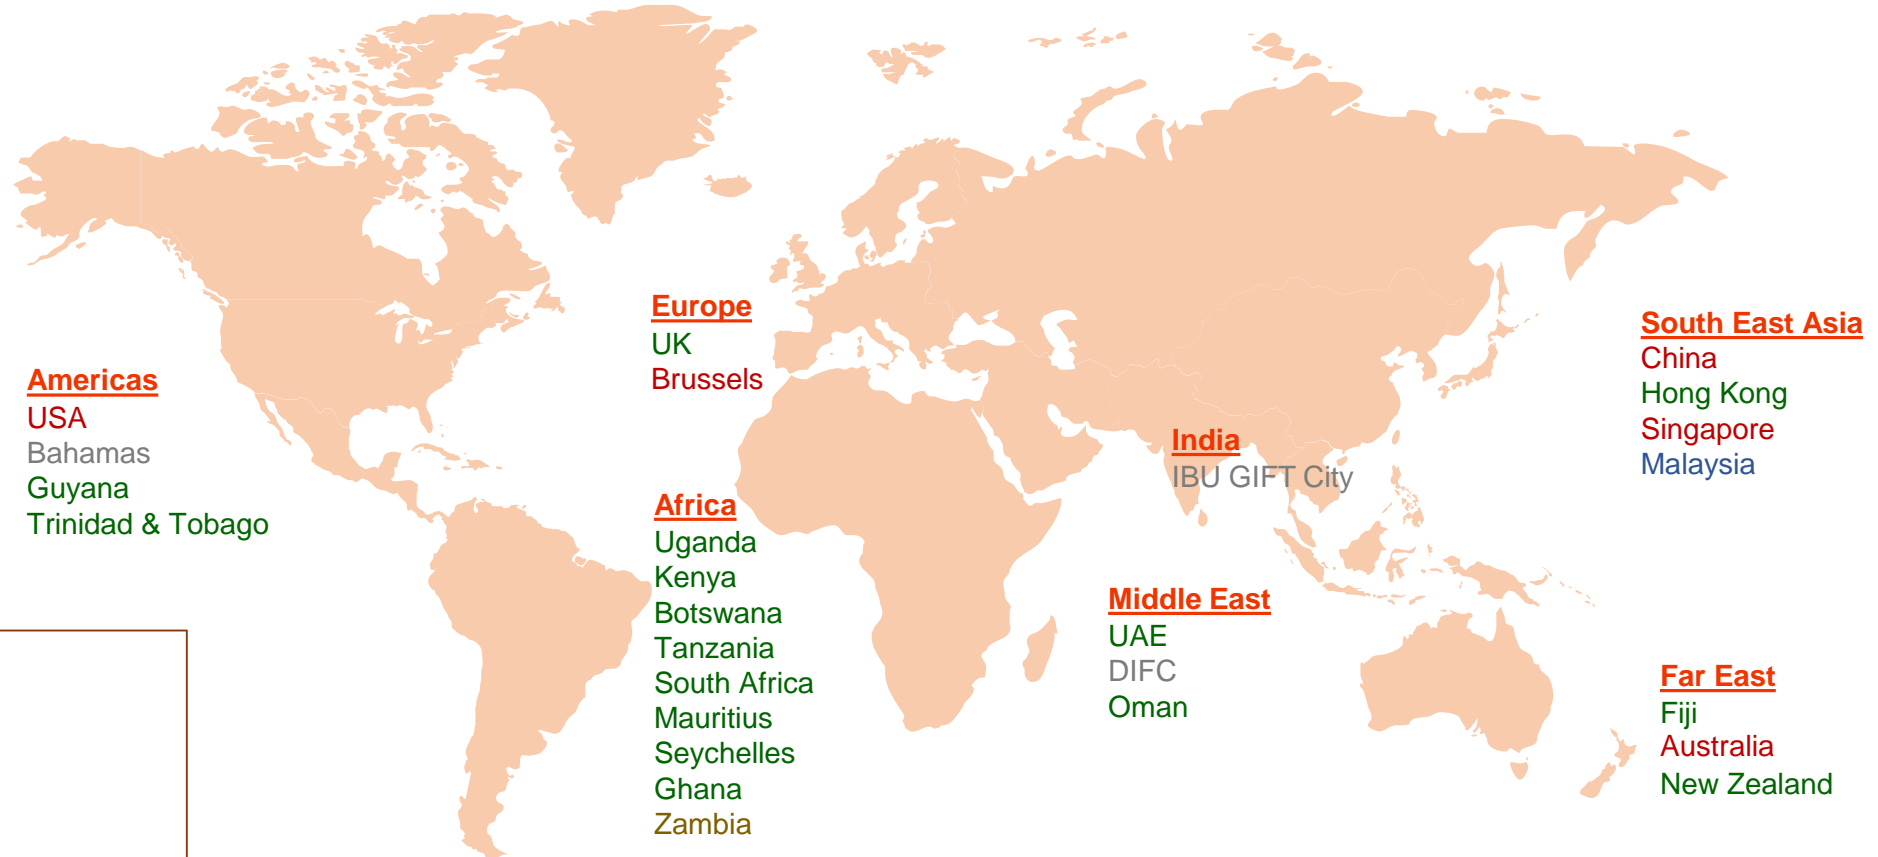 Americas
USA
Bahamas
Guyana
Trinidad & Tobago
Europe
UK
Brussels
Africa
Uganda
Kenya
Botswana
Tanzania
South Africa
Mauritius
Seychelles
Ghana
Zambia
India
IBU GIFT City
Middle East
UAE
DIFC
Oman
South East Asia
China
Hong Kong
Singapore
Malaysia
Far East
Fiji
Australia
New Zealand